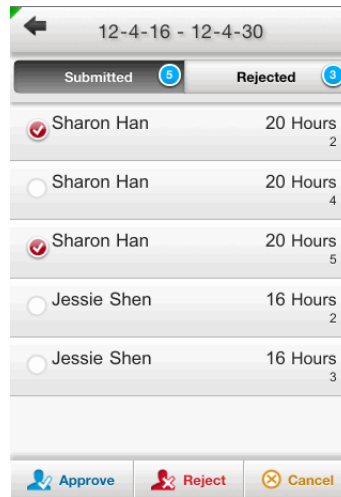 12-4-16 - 12-4-30
Submitted 5 Rejected 3
Sharon Han 20 Hours
2
Sharon Han 20 Hours
4
Sharon Han 20 Hours
5
Jessie Shen 16 Hours
2
Jessie Shen 16 Hours
3
Approve Reject Cancel